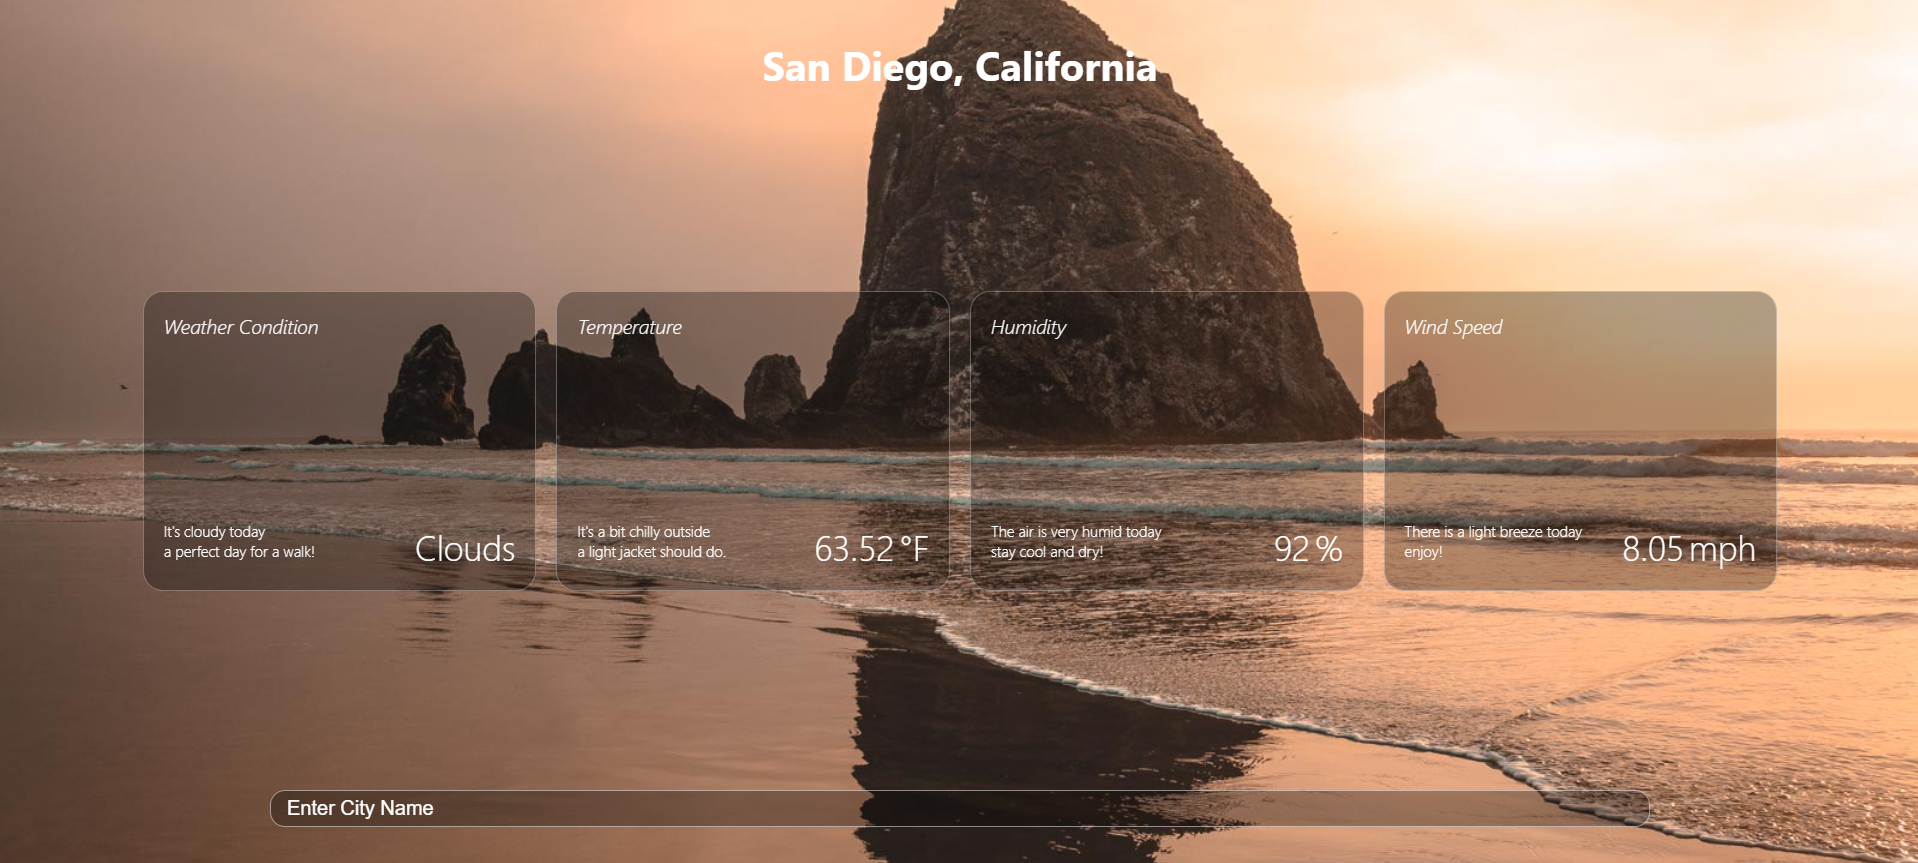 San Diego, California
Weather Condition
It's cloudy today
a perfect day for a walk!
Clouds
Temperature
It's a bit chilly outside
a light jacket should do.
63.52 °F
Humidity
The air is very humid today
stay cool and dry!
92 %
Wind Speed
There is a light breeze today
enjoy!
8.05 mph
Enter City Name